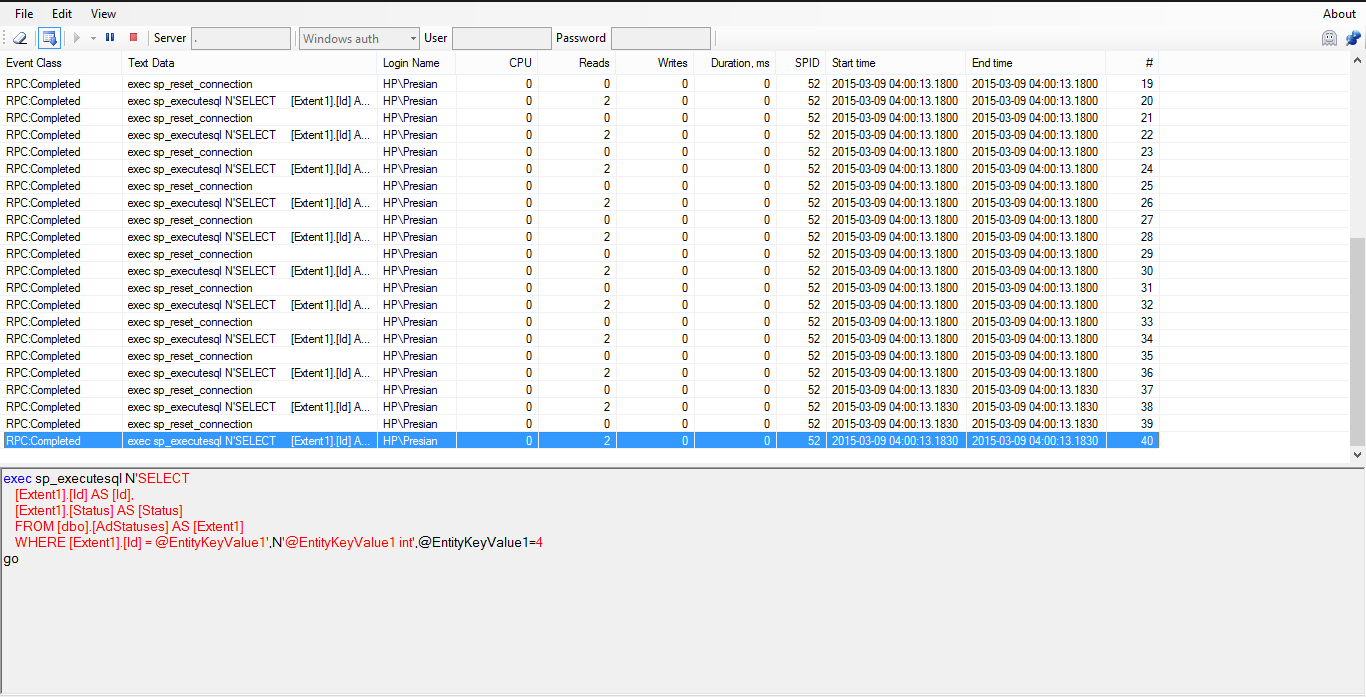 File Edit View About
Server . Windows auth User Password
Event Class Text Data Login Name CPU Reads Writes Duration, ms SPID Start time End time #
RPC:Completed exec sp_reset_connection HP\Presian 0 0 0 0 52 2015-03-09 04:00:13.1800 2015-03-09 04:00:13.1800 19
RPC:Completed exec sp_executesql N'SELECT [Extent1].[Id] A... HP\Presian 0 2 0 0 52 2015-03-09 04:00:13.1800 2015-03-09 04:00:13.1800 20
RPC:Completed exec sp_reset_connection HP\Presian 0 0 0 0 52 2015-03-09 04:00:13.1800 2015-03-09 04:00:13.1800 21
RPC:Completed exec sp_executesql N'SELECT [Extent1].[Id] A... HP\Presian 0 2 0 0 52 2015-03-09 04:00:13.1800 2015-03-09 04:00:13.1800 22
RPC:Completed exec sp_reset_connection HP\Presian 0 0 0 0 52 2015-03-09 04:00:13.1800 2015-03-09 04:00:13.1800 23
RPC:Completed exec sp_executesql N'SELECT [Extent1].[Id] A... HP\Presian 0 2 0 0 52 2015-03-09 04:00:13.1800 2015-03-09 04:00:13.1800 24
RPC:Completed exec sp_reset_connection HP\Presian 0 0 0 0 52 2015-03-09 04:00:13.1800 2015-03-09 04:00:13.1800 25
RPC:Completed exec sp_executesql N'SELECT [Extent1].[Id] A... HP\Presian 0 2 0 0 52 2015-03-09 04:00:13.1800 2015-03-09 04:00:13.1800 26
RPC:Completed exec sp_reset_connection HP\Presian 0 0 0 0 52 2015-03-09 04:00:13.1800 2015-03-09 04:00:13.1800 27
RPC:Completed exec sp_executesql N'SELECT [Extent1].[Id] A... HP\Presian 0 2 0 0 52 2015-03-09 04:00:13.1800 2015-03-09 04:00:13.1800 28
RPC:Completed exec sp_reset_connection HP\Presian 0 0 0 0 52 2015-03-09 04:00:13.1800 2015-03-09 04:00:13.1800 29
RPC:Completed exec sp_executesql N'SELECT [Extent1].[Id] A... HP\Presian 0 2 0 0 52 2015-03-09 04:00:13.1800 2015-03-09 04:00:13.1800 30
RPC:Completed exec sp_reset_connection HP\Presian 0 0 0 0 52 2015-03-09 04:00:13.1800 2015-03-09 04:00:13.1800 31
RPC:Completed exec sp_executesql N'SELECT [Extent1].[Id] A... HP\Presian 0 2 0 0 52 2015-03-09 04:00:13.1800 2015-03-09 04:00:13.1800 32
RPC:Completed exec sp_reset_connection HP\Presian 0 0 0 0 52 2015-03-09 04:00:13.1800 2015-03-09 04:00:13.1800 33
RPC:Completed exec sp_executesql N'SELECT [Extent1].[Id] A... HP\Presian 0 2 0 0 52 2015-03-09 04:00:13.1800 2015-03-09 04:00:13.1800 34
RPC:Completed exec sp_reset_connection HP\Presian 0 0 0 0 52 2015-03-09 04:00:13.1800 2015-03-09 04:00:13.1800 35
RPC:Completed exec sp_executesql N'SELECT [Extent1].[Id] A... HP\Presian 0 2 0 0 52 2015-03-09 04:00:13.1800 2015-03-09 04:00:13.1800 36
RPC:Completed exec sp_reset_connection HP\Presian 0 0 0 0 52 2015-03-09 04:00:13.1830 2015-03-09 04:00:13.1830 37
RPC:Completed exec sp_executesql N'SELECT [Extent1].[Id] A... HP\Presian 0 2 0 0 52 2015-03-09 04:00:13.1830 2015-03-09 04:00:13.1830 38
RPC:Completed exec sp_reset_connection HP\Presian 0 0 0 0 52 2015-03-09 04:00:13.1830 2015-03-09 04:00:13.1830 39
RPC:Completed exec sp_executesql N'SELECT [Extent1].[Id] A... HP\Presian 0 2 0 0 52 2015-03-09 04:00:13.1830 2015-03-09 04:00:13.1830 40
exec sp_executesql N'SELECT
[Extent1].[Id] AS [Id],
[Extent1].[Status] AS [Status]
FROM [dbo].[AdStatuses] AS [Extent1]
WHERE [Extent1].[Id] = @EntityKeyValue1',N'@EntityKeyValue1 int',@EntityKeyValue1=4
go